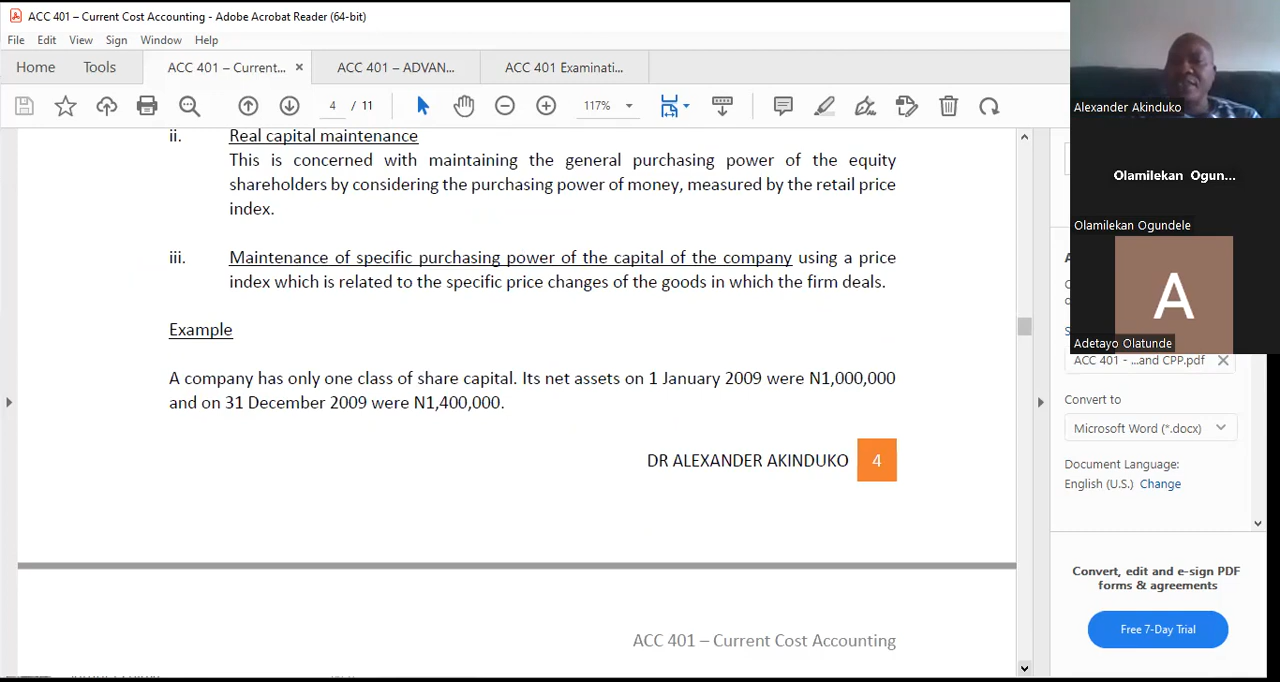 ACC 401 – Current Cost Accounting - Adobe Acrobat Reader (64-bit)
File Edit View Sign Window Help
Home Tools ACC 401 – Current... × ACC 401 – ADVAN... ACC 401 Examinati...
4 / 11 117%
ii. Real capital maintenance
This is concerned with maintaining the general purchasing power of the equity
shareholders by considering the purchasing power of money, measured by the retail price
index.
iii. Maintenance of specific purchasing power of the capital of the company using a price
index which is related to the specific price changes of the goods in which the firm deals.
Example
A company has only one class of share capital. Its net assets on 1 January 2009 were N1,000,000
and on 31 December 2009 were N1,400,000.
DR ALEXANDER AKINDUKO 4
ACC 401 – Current Cost Accounting
Alexander Akinduko
Olamilekan Ogun...
Olamilekan Ogundele
A
Adetayo Olatunde
ACC 401 - ...and CPP.pdf
Convert to
Microsoft Word (*.docx)
Document Language:
English (U.S.) Change
Convert, edit and e-sign PDF
forms & agreements
Free 7-Day Trial